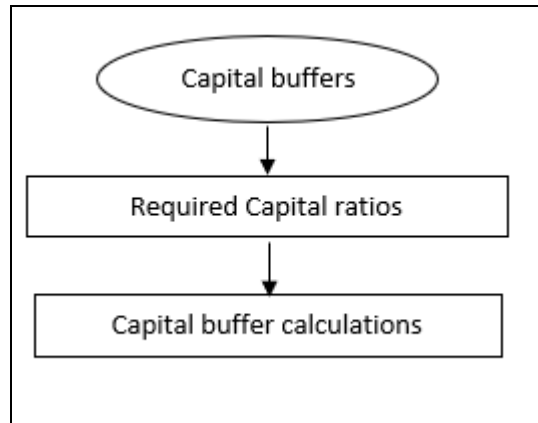 Capital buffers
Required Capital ratios
Capital buffer calculations